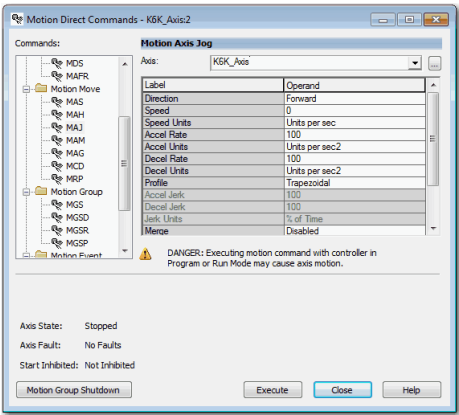 Motion Direct Commands - K6K_Axis:2
Commands:
MDS
MAFR
Motion Move
MAS
MAH
MAJ
MAM
MAG
MCD
MRP
Motion Group
MGS
MGSD
MGSR
MGSP
Motion Event
Motion Axis Jog
Axis: K6K_Axis ...
Label Operand
Direction Forward
Speed 0
Speed Units Units per sec
Accel Rate 100
Accel Units Units per sec2
Decel Rate 100
Decel Units Units per sec2
Profile Trapezoidal
Accel Jerk 100
Decel Jerk 100
Jerk Units % of Time
Merge Disabled
DANGER: Executing motion command with controller in
Program or Run Mode may cause axis motion.
Axis State: Stopped
Axis Fault: No Faults
Start Inhibited: Not Inhibited
Motion Group Shutdown Execute Close Help